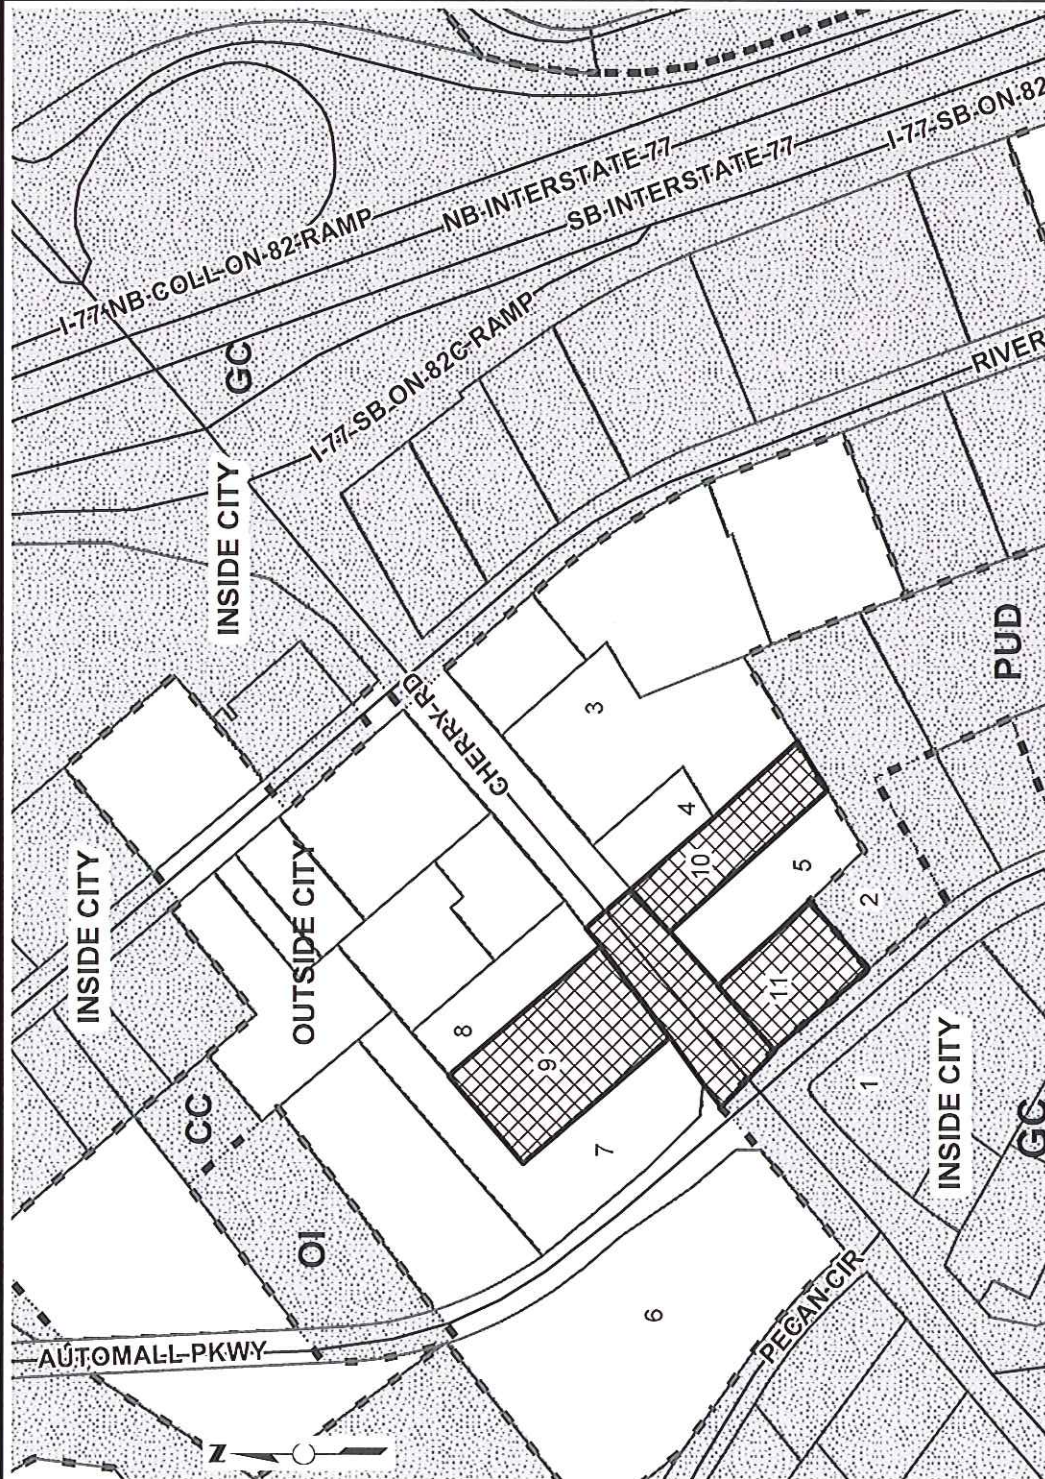 I-77-NB-COLL-ON-82-RAMP
NB-INTERSTATE-77
SB-INTERSTATE-77
I-77-SB-ON-82
GC
I-77-SB-ON-82C-RAMP
RIVER
INSIDE CITY
CHERRY-RD
PUD
3
4
10
5
2
INSIDE CITY
OUTSIDE CITY
8
9
11
1
INSIDE CITY
GC
CC
7
OI
6
PECAN-CIR
AUTOMALL-PKWY
N